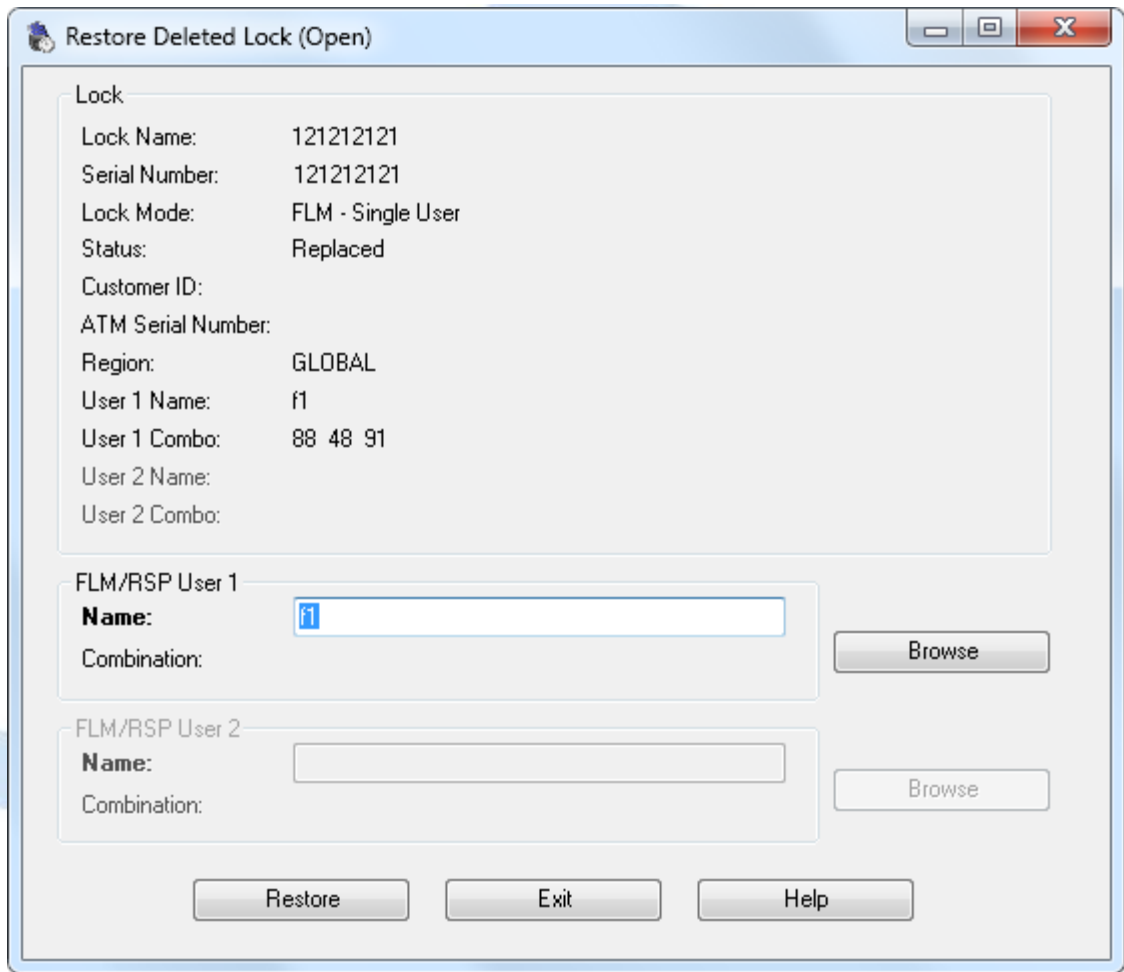 Restore Deleted Lock (Open)
Lock
Lock Name: 121212121
Serial Number: 121212121
Lock Mode: FLM - Single User
Status: Replaced
Customer ID:
ATM Serial Number:
Region: GLOBAL
User 1 Name: f1
User 1 Combo: 88 48 91
User 2 Name:
User 2 Combo:
FLM/RSP User 1
Name: f1
Browse
Combination:
FLM/RSP User 2
Name:
Browse
Combination:
Restore Exit Help